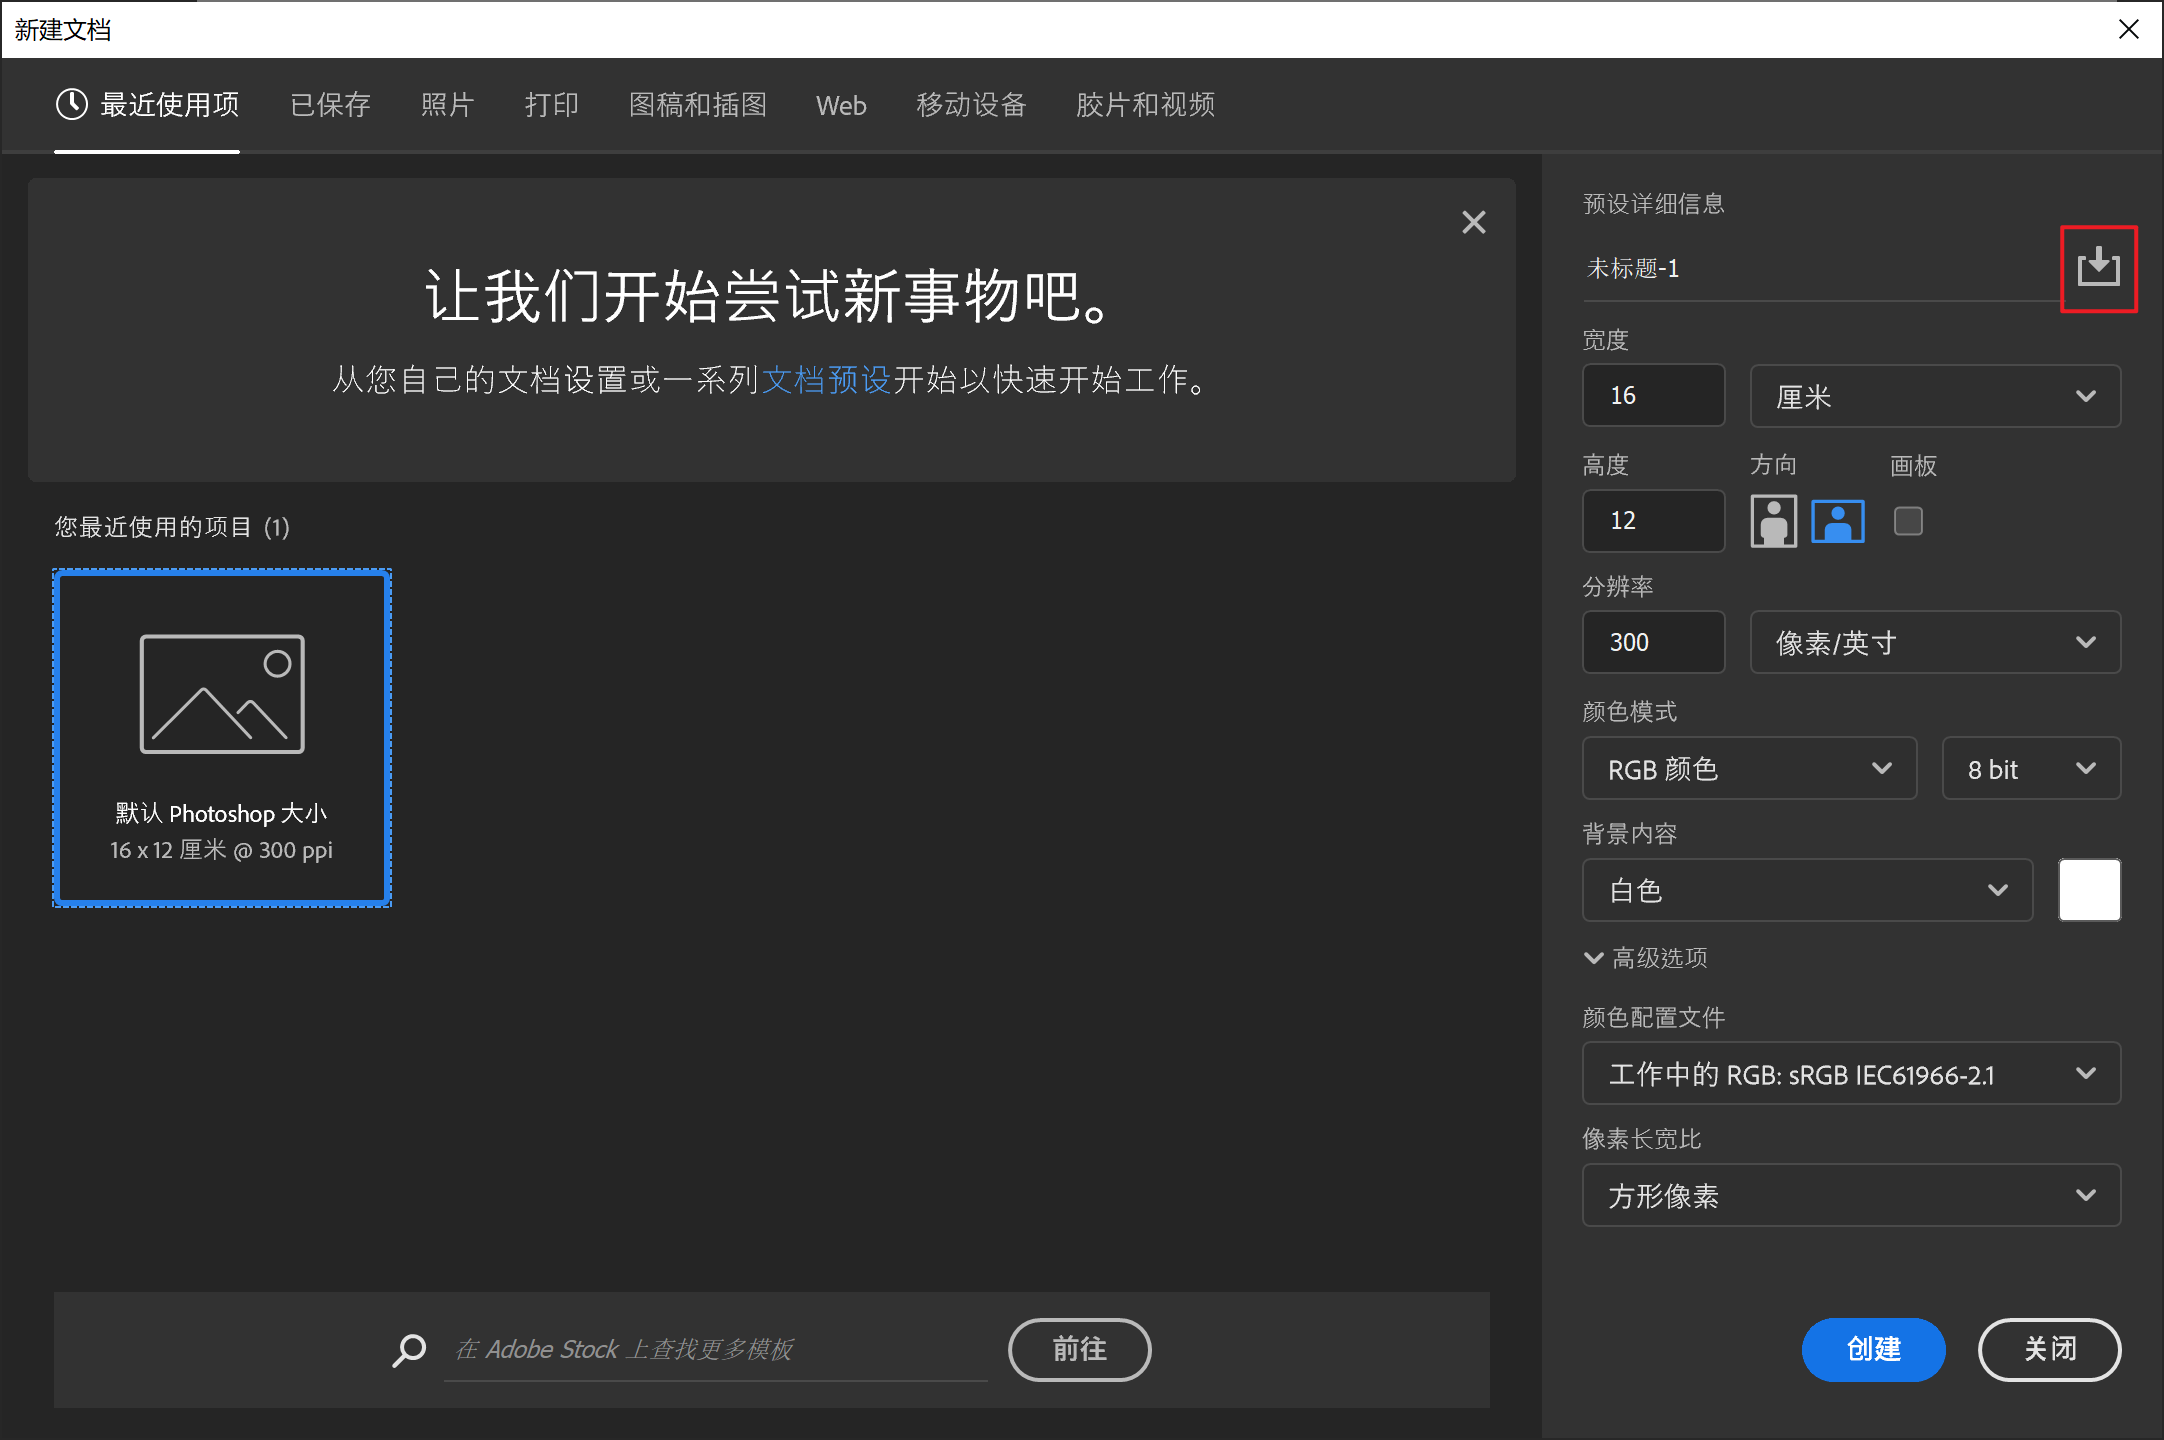 新建文档
最近使用项 已保存 照片 打印 图稿和插图 Web 移动设备 胶片和视频
让我们开始尝试新事物吧。
从您自己的文档设置或一系列文档预设开始以快速开始工作。
您最近使用的项目 (1)
默认 Photoshop 大小
16 x 12 厘米 @ 300 ppi
在 Adobe Stock 上查找更多模板
前往
预设详细信息
未标题-1
宽度
16 厘米
高度 方向 画板
12
分辨率
300 像素/英寸
颜色模式
RGB 颜色 8 bit
背景内容
白色
高级选项
颜色配置文件
工作中的 RGB: sRGB IEC61966-2.1
像素长宽比
方形像素
创建 关闭